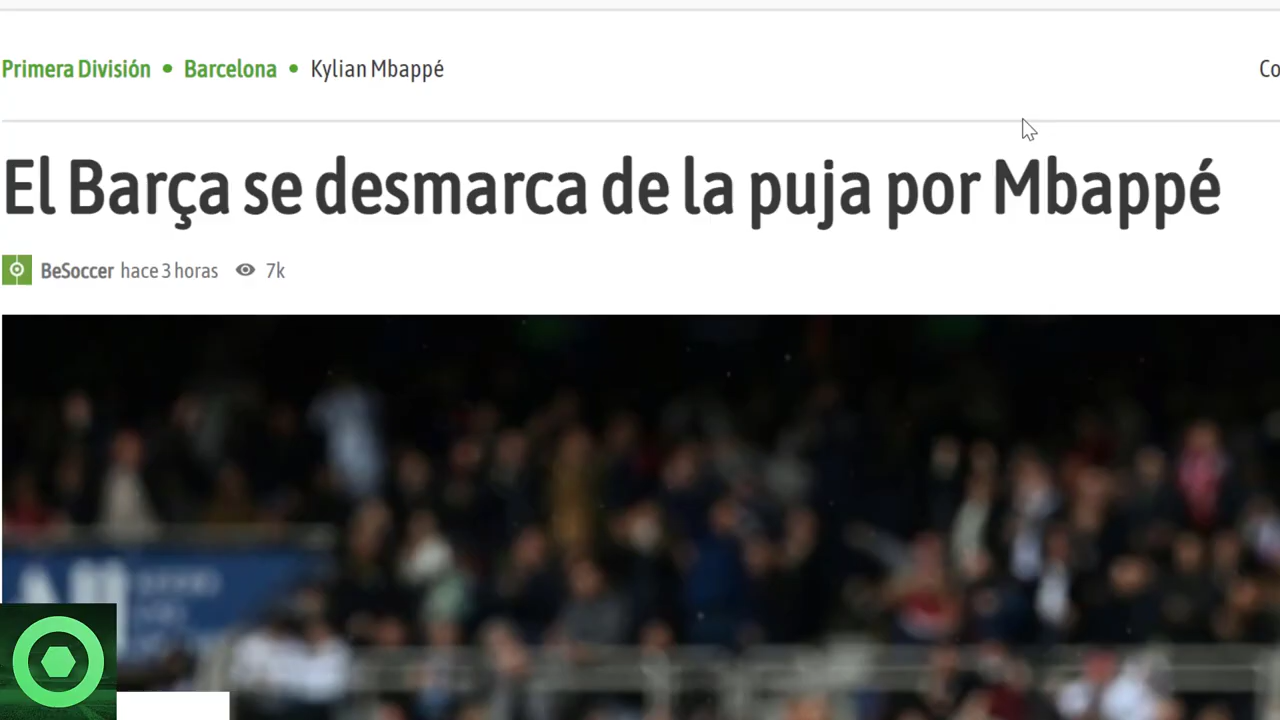 Primera División • Barcelona • Kylian Mbappé
Co
El Barça se desmarca de la puja por Mbappé
BeSoccer hace 3 horas 7k